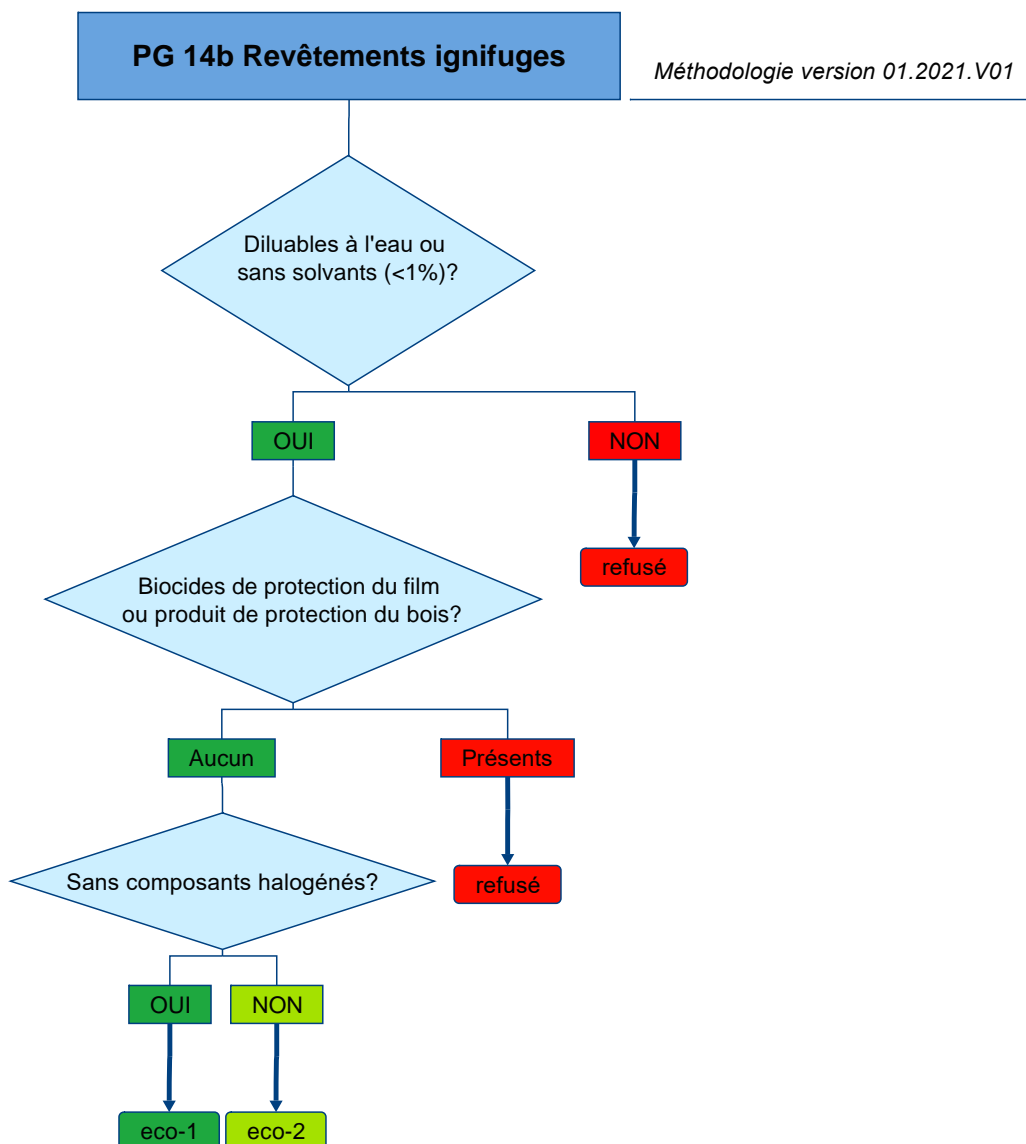 PG 14b Revêtements ignifuges
Méthodologie version 01.2021.V01
Diluables à l'eau ou
sans solvants (<1%)?
OUI
NON
refusé
Biocides de protection du film
ou produit de protection du bois?
Aucun
Présents
refusé
Sans composants halogénés?
OUI
NON
eco-1
eco-2